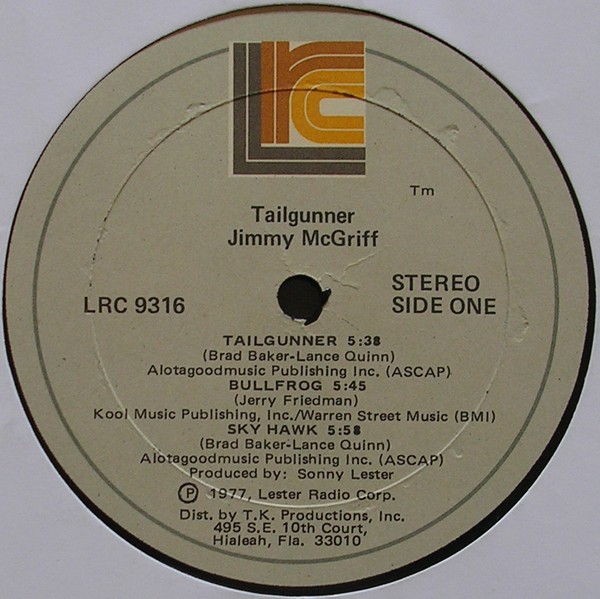 lrc
Tm
Tailgunner
Jimmy McGriff
LRC 9316
STEREO
SIDE ONE
TAILGUNNER 5:38
(Brad Baker-Lance Quinn)
Alotagoodmusic Publishing Inc. (ASCAP)
BULLFROG 5:45
(Jerry Friedman)
Kool Music Publishing, Inc./Warren Street Music (BMI)
SKY HAWK 5:58
(Brad Baker-Lance Quinn)
Alotagoodmusic Publishing Inc. (ASCAP)
Produced by: Sonny Lester
Ⓟ 1977, Lester Radio Corp.
Dist. by T.K. Productions, Inc.
495 S.E. 10th Court,
Hialeah, Fla. 33010